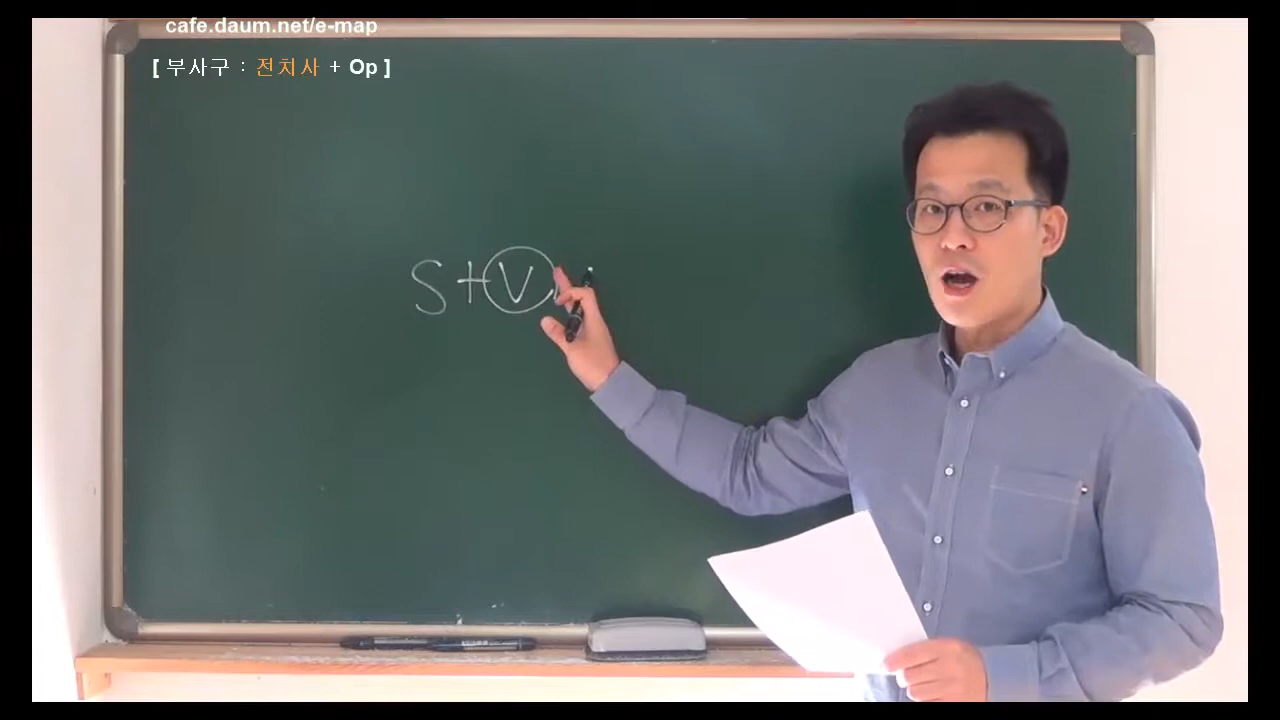 cafe.daum.net/e-map
[ 부사구 : 전치사 + Op ]
S+V